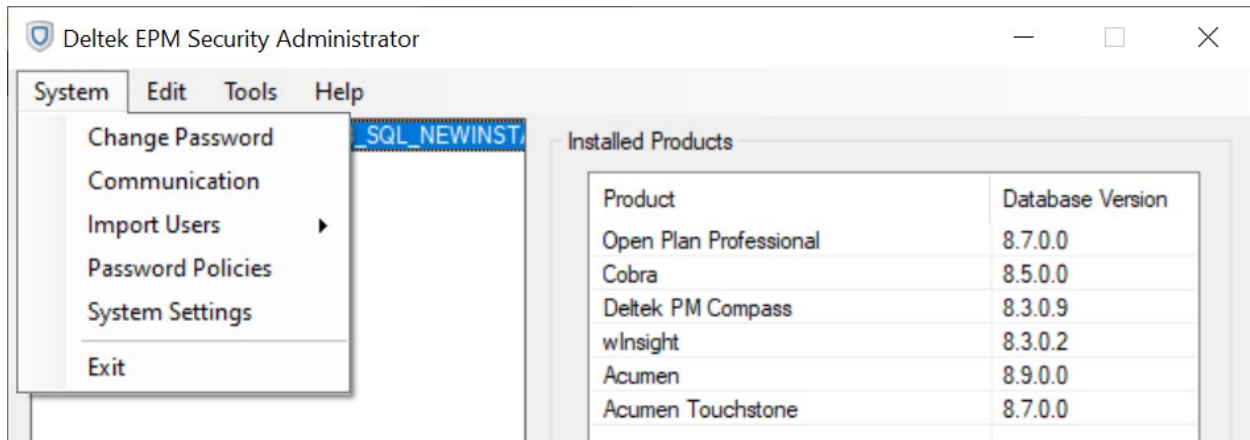 Deltek EPM Security Administrator
System Edit Tools Help
Change Password
Communication
Import Users
Password Policies
System Settings
Exit
_SQL_NEWINST
Installed Products
Product Database Version
Open Plan Professional 8.7.0.0
Cobra 8.5.0.0
Deltek PM Compass 8.3.0.9
wInsight 8.3.0.2
Acumen 8.9.0.0
Acumen Touchstone 8.7.0.0